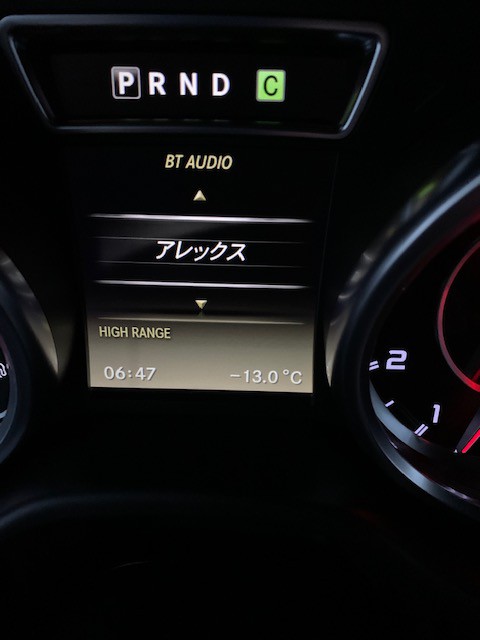 P R N D C
BT AUDIO
アレックス
HIGH RANGE
06:47 -13.0°C
2
1